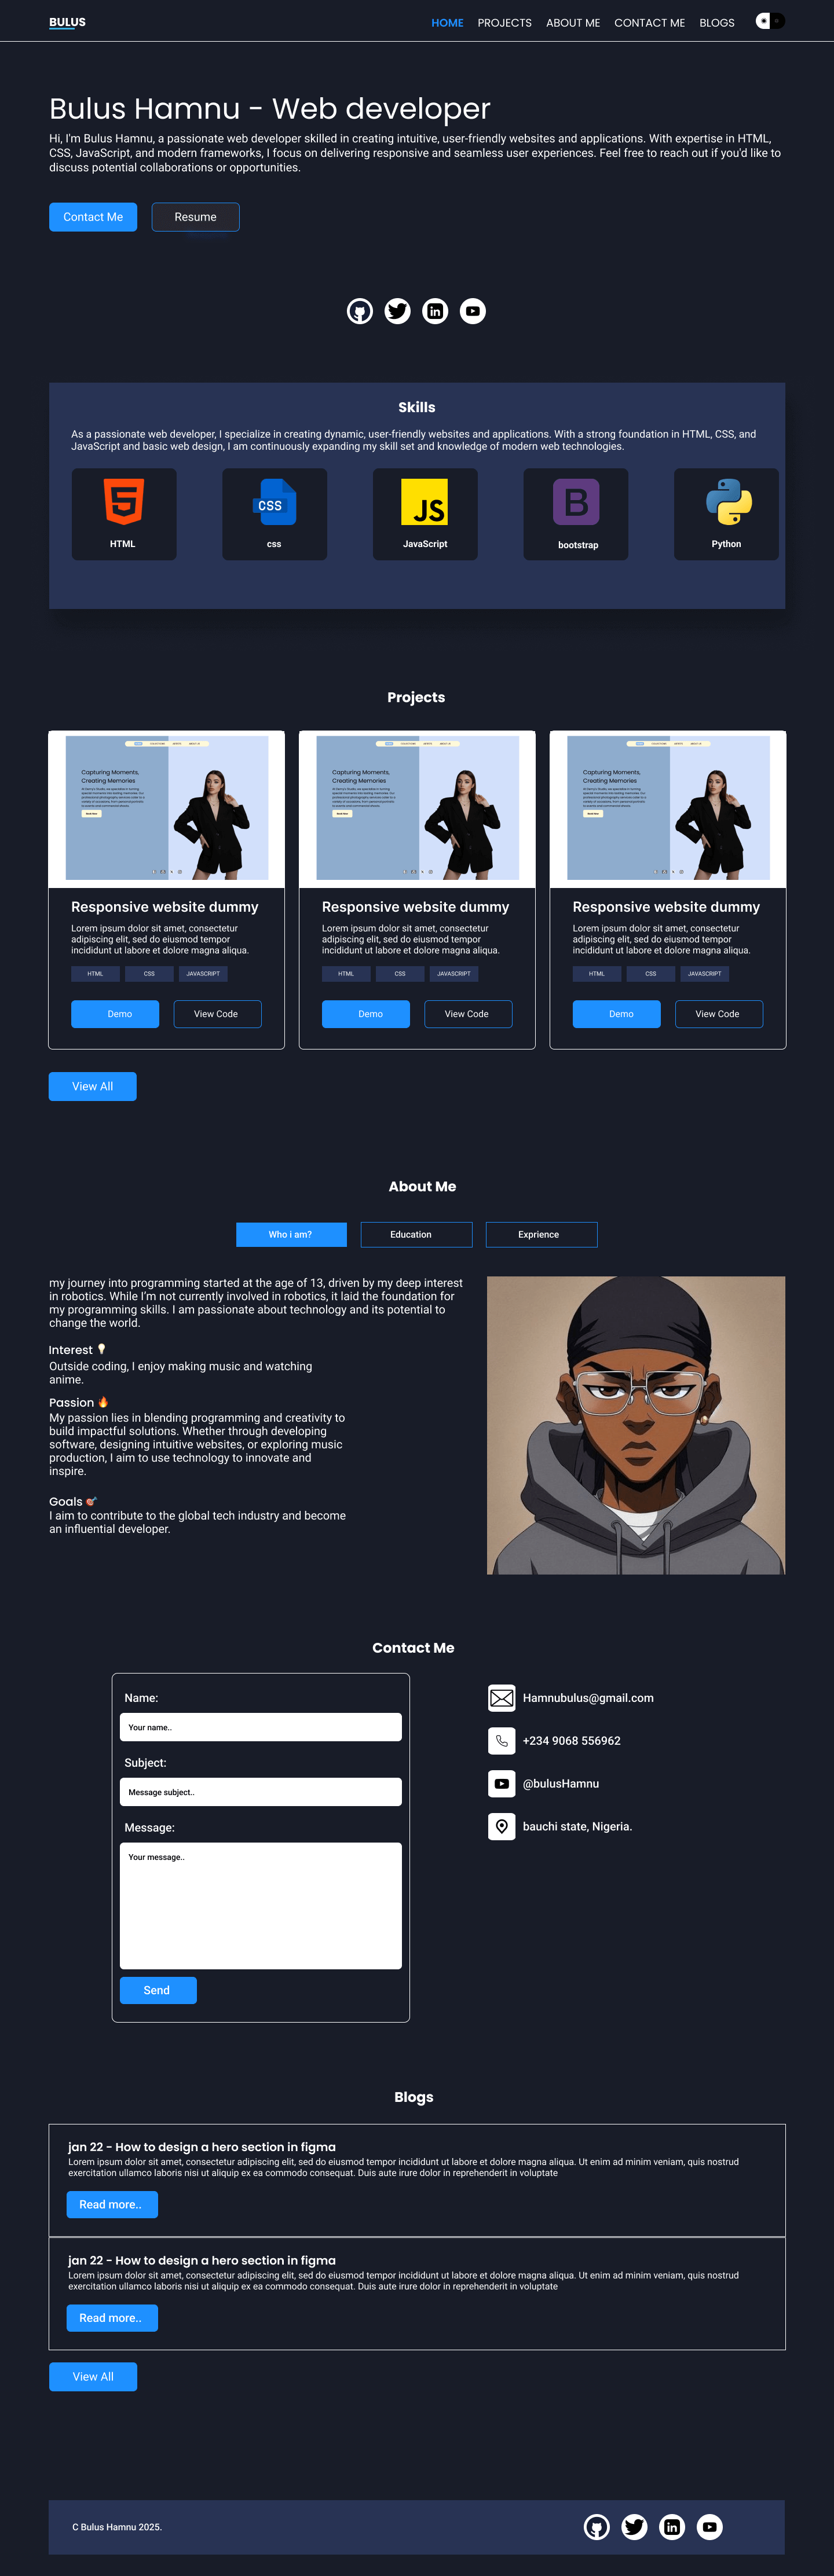 BULUS
HOME PROJECTS ABOUT ME CONTACT ME BLOGS
Bulus Hamnu - Web developer
Hi, I'm Bulus Hamnu, a passionate web developer skilled in creating intuitive, user-friendly websites and applications. With expertise in HTML,
CSS, JavaScript, and modern frameworks, I focus on delivering responsive and seamless user experiences. Feel free to reach out if you'd like to
discuss potential collaborations or opportunities.
Contact Me Resume
in
Skills
As a passionate web developer, I specialize in creating dynamic, user-friendly websites and applications. With a strong foundation in HTML, CSS, and
JavaScript and basic web design, I am continuously expanding my skill set and knowledge of modern web technologies.
5 CSS JS B
HTML css JavaScript bootstrap Python
Projects
Capturing Moments,
Creating Memories
Capturing Moments,
Creating Memories
Capturing Moments,
Creating Memories
Responsive website dummy
Lorem ipsum dolor sit amet, consectetur
adipiscing elit, sed do eiusmod tempor
incididunt ut labore et dolore magna aliqua.
HTML CSS JAVASCRIPT
Demo View Code
Responsive website dummy
Lorem ipsum dolor sit amet, consectetur
adipiscing elit, sed do eiusmod tempor
incididunt ut labore et dolore magna aliqua.
HTML CSS JAVASCRIPT
Demo View Code
Responsive website dummy
Lorem ipsum dolor sit amet, consectetur
adipiscing elit, sed do eiusmod tempor
incididunt ut labore et dolore magna aliqua.
HTML CSS JAVASCRIPT
Demo View Code
View All
About Me
Who i am? Education Exprience
my journey into programming started at the age of 13, driven by my deep interest
in robotics. While I'm not currently involved in robotics, it laid the foundation for
my programming skills. I am passionate about technology and its potential to
change the world.
Interest 💡
Outside coding, I enjoy making music and watching
anime.
Passion 🔥
My passion lies in blending programming and creativity to
build impactful solutions. Whether through developing
software, designing intuitive websites, or exploring music
production, I aim to use technology to innovate and
inspire.
Goals 🎯
I aim to contribute to the global tech industry and become
an influential developer.
Contact Me
Name:
Your name..
Subject:
Message subject..
Message:
Your message..
Send
Hamnubulus@gmail.com
+234 9068 556962
@bulusHamnu
bauchi state, Nigeria.
Blogs
jan 22 - How to design a hero section in figma
Lorem ipsum dolor sit amet, consectetur adipiscing elit, sed do eiusmod tempor incididunt ut labore et dolore magna aliqua. Ut enim ad minim veniam, quis nostrud
exercitation ullamco laboris nisi ut aliquip ex ea commodo consequat. Duis aute irure dolor in reprehenderit in voluptate
Read more..
jan 22 - How to design a hero section in figma
Lorem ipsum dolor sit amet, consectetur adipiscing elit, sed do eiusmod tempor incididunt ut labore et dolore magna aliqua. Ut enim ad minim veniam, quis nostrud
exercitation ullamco laboris nisi ut aliquip ex ea commodo consequat. Duis aute irure dolor in reprehenderit in voluptate
Read more..
View All
C Bulus Hamnu 2025.
in